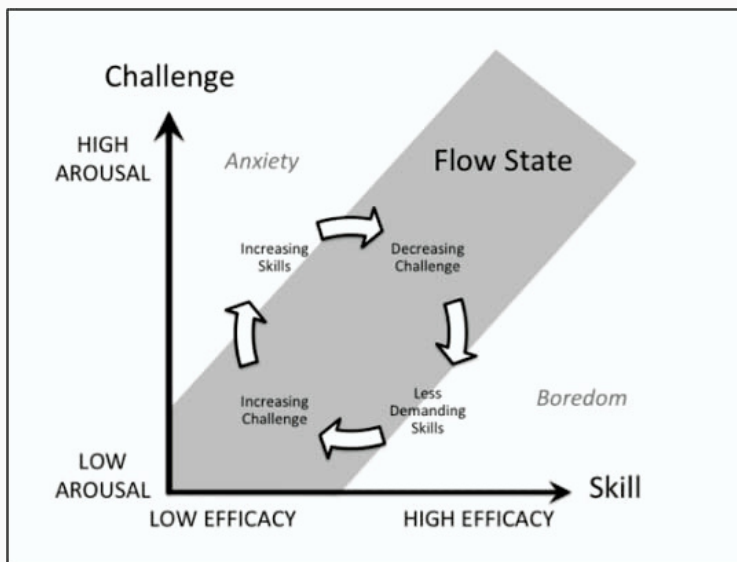 Challenge
HIGH
AROUSAL
Anxiety
Flow State
Increasing
Skills
Decreasing
Challenge
Increasing
Challenge
Less
Demanding
Skills
Boredom
LOW
AROUSAL
Skill
LOW EFFICACY
HIGH EFFICACY